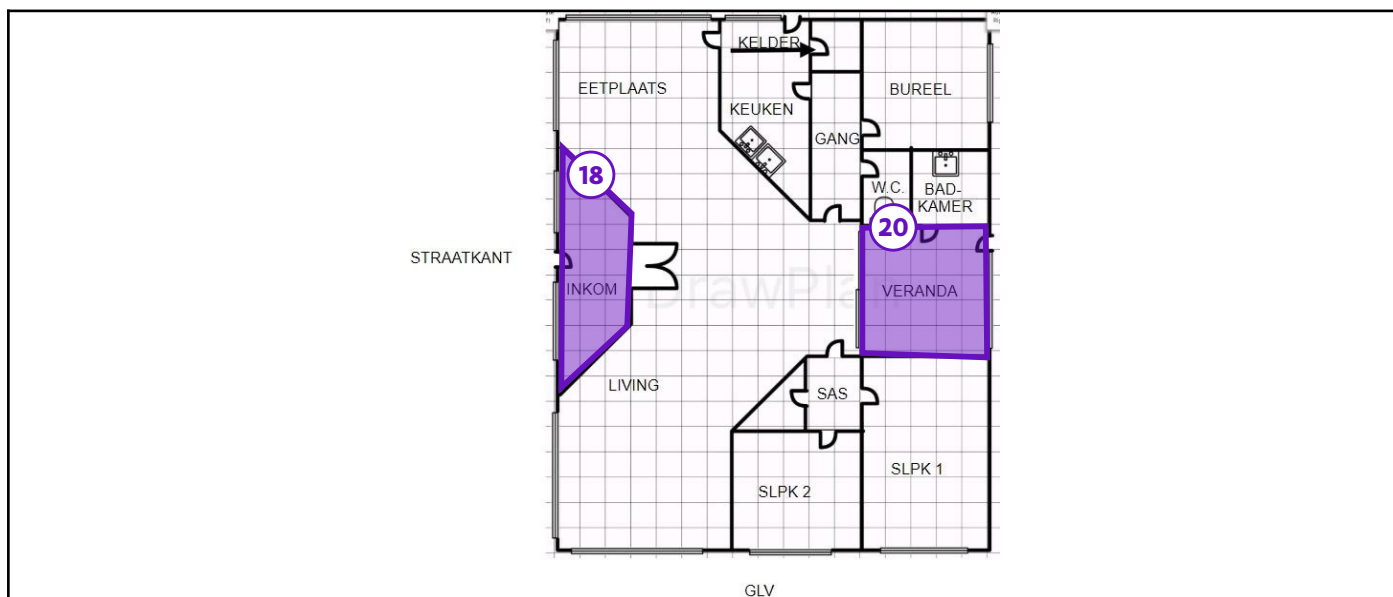 KELDER
EETPLAATS
BUREEL
KEUKEN
GANG
18
W.C.
BAD-
KAMER
20
STRAATKANT
INKOM
DrawPlan
VERANDA
LIVING
SAS
SLPK 1
SLPK 2
GLV